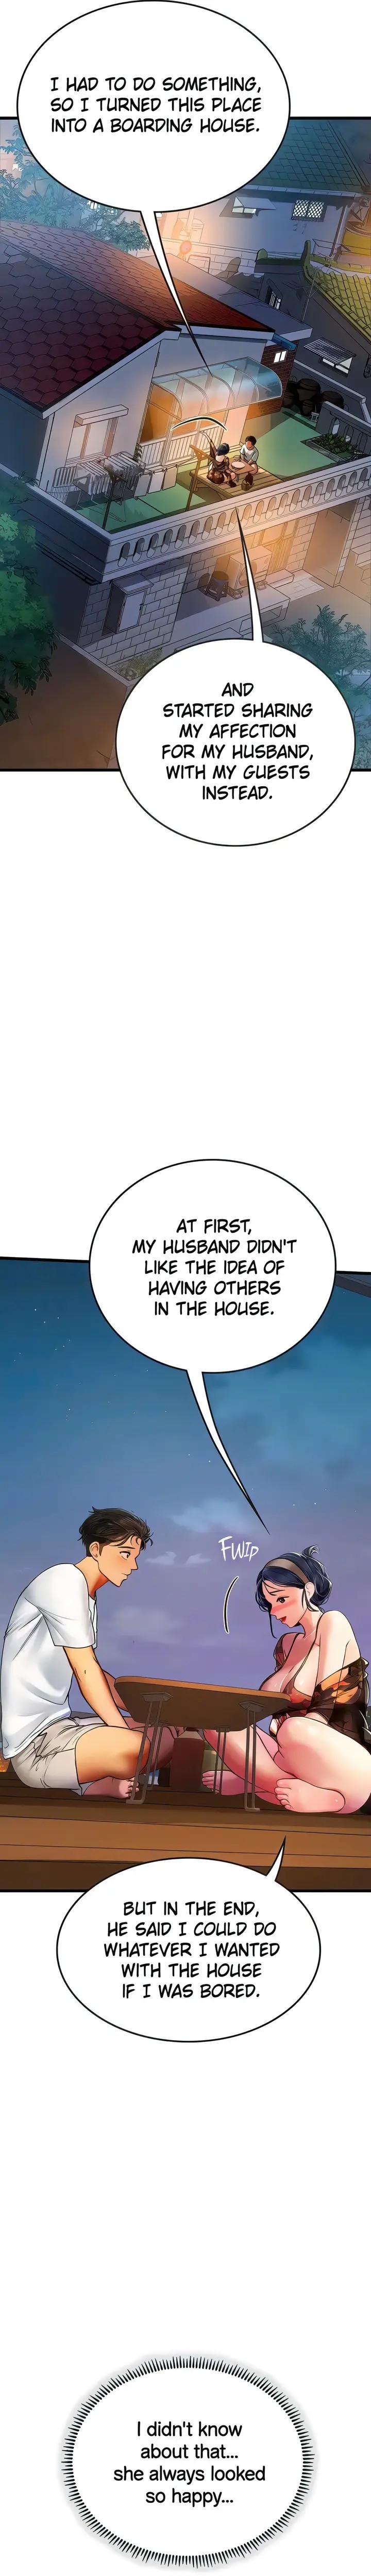 I HAD TO DO SOMETHING,
SO I TURNED THIS PLACE
INTO A BOARDING HOUSE.
AND
STARTED SHARING
MY AFFECTION
FOR MY HUSBAND,
WITH MY GUESTS
INSTEAD.
AT FIRST,
MY HUSBAND DIDN'T
LIKE THE IDEA OF
HAVING OTHERS
IN THE HOUSE.
FWIP
BUT IN THE END,
HE SAID I COULD DO
WHATEVER I WANTED
WITH THE HOUSE
IF I WAS BORED.
I didn't know
about that...
she always looked
so happy...